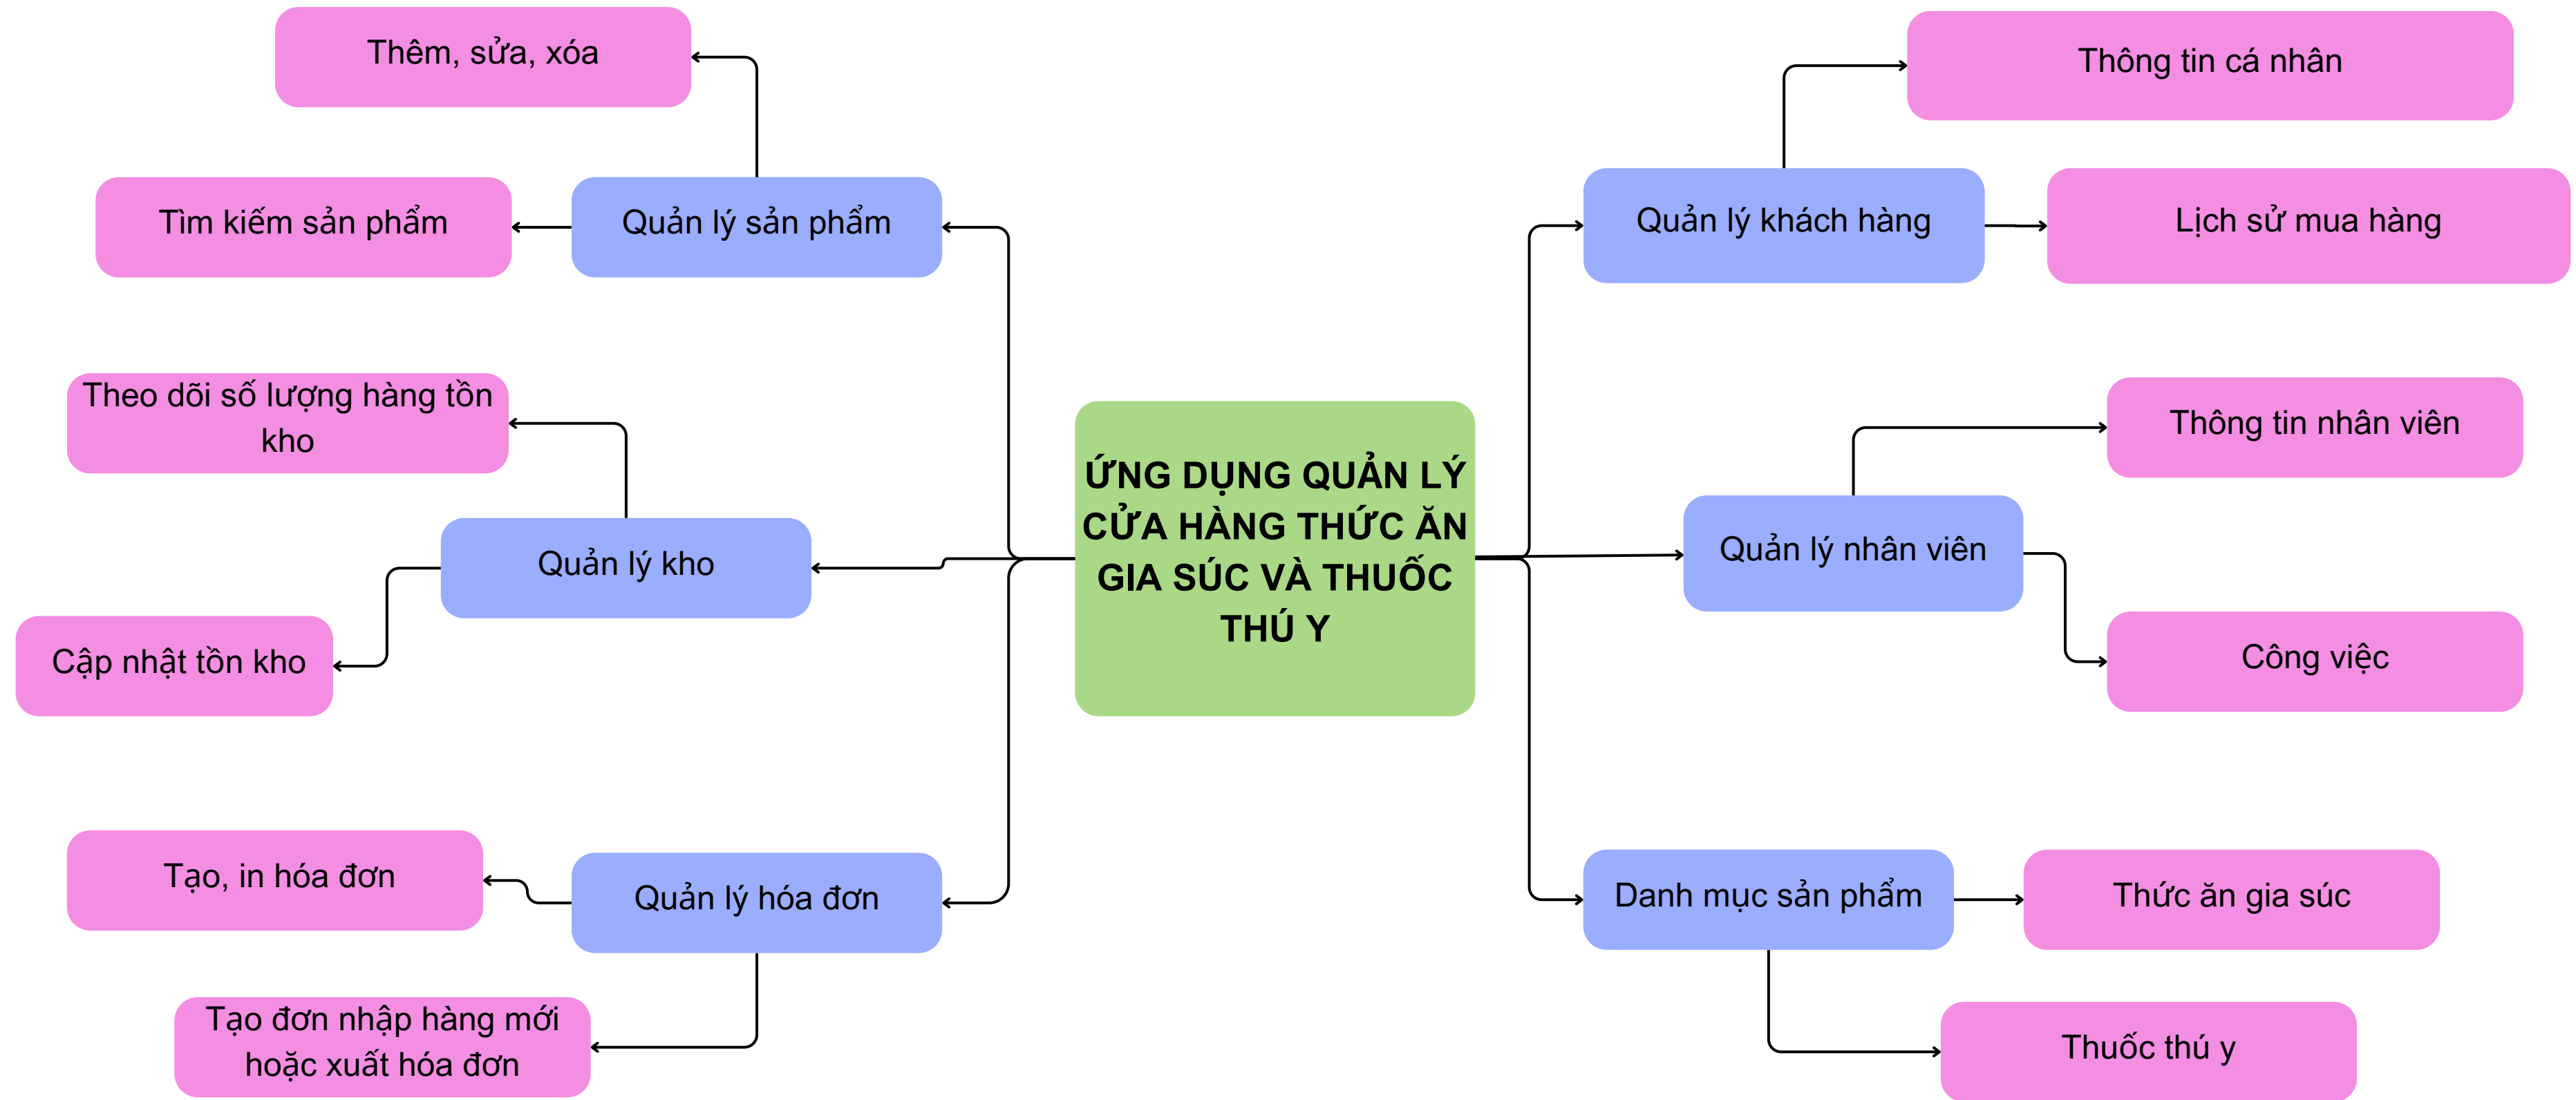 Thêm, sửa, xóa
Tìm kiếm sản phẩm
Quản lý sản phẩm
Theo dõi số lượng hàng tồn
kho
Quản lý kho
Cập nhật tồn kho
Tạo, in hóa đơn
Quản lý hóa đơn
Tạo đơn nhập hàng mới
hoặc xuất hóa đơn
ỨNG DỤNG QUẢN LÝ
CỬA HÀNG THỨC ĂN
GIA SÚC VÀ THUỐC
THÚ Y
Thông tin cá nhân
Quản lý khách hàng
Lịch sử mua hàng
Thông tin nhân viên
Quản lý nhân viên
Công việc
Danh mục sản phẩm
Thức ăn gia súc
Thuốc thú y